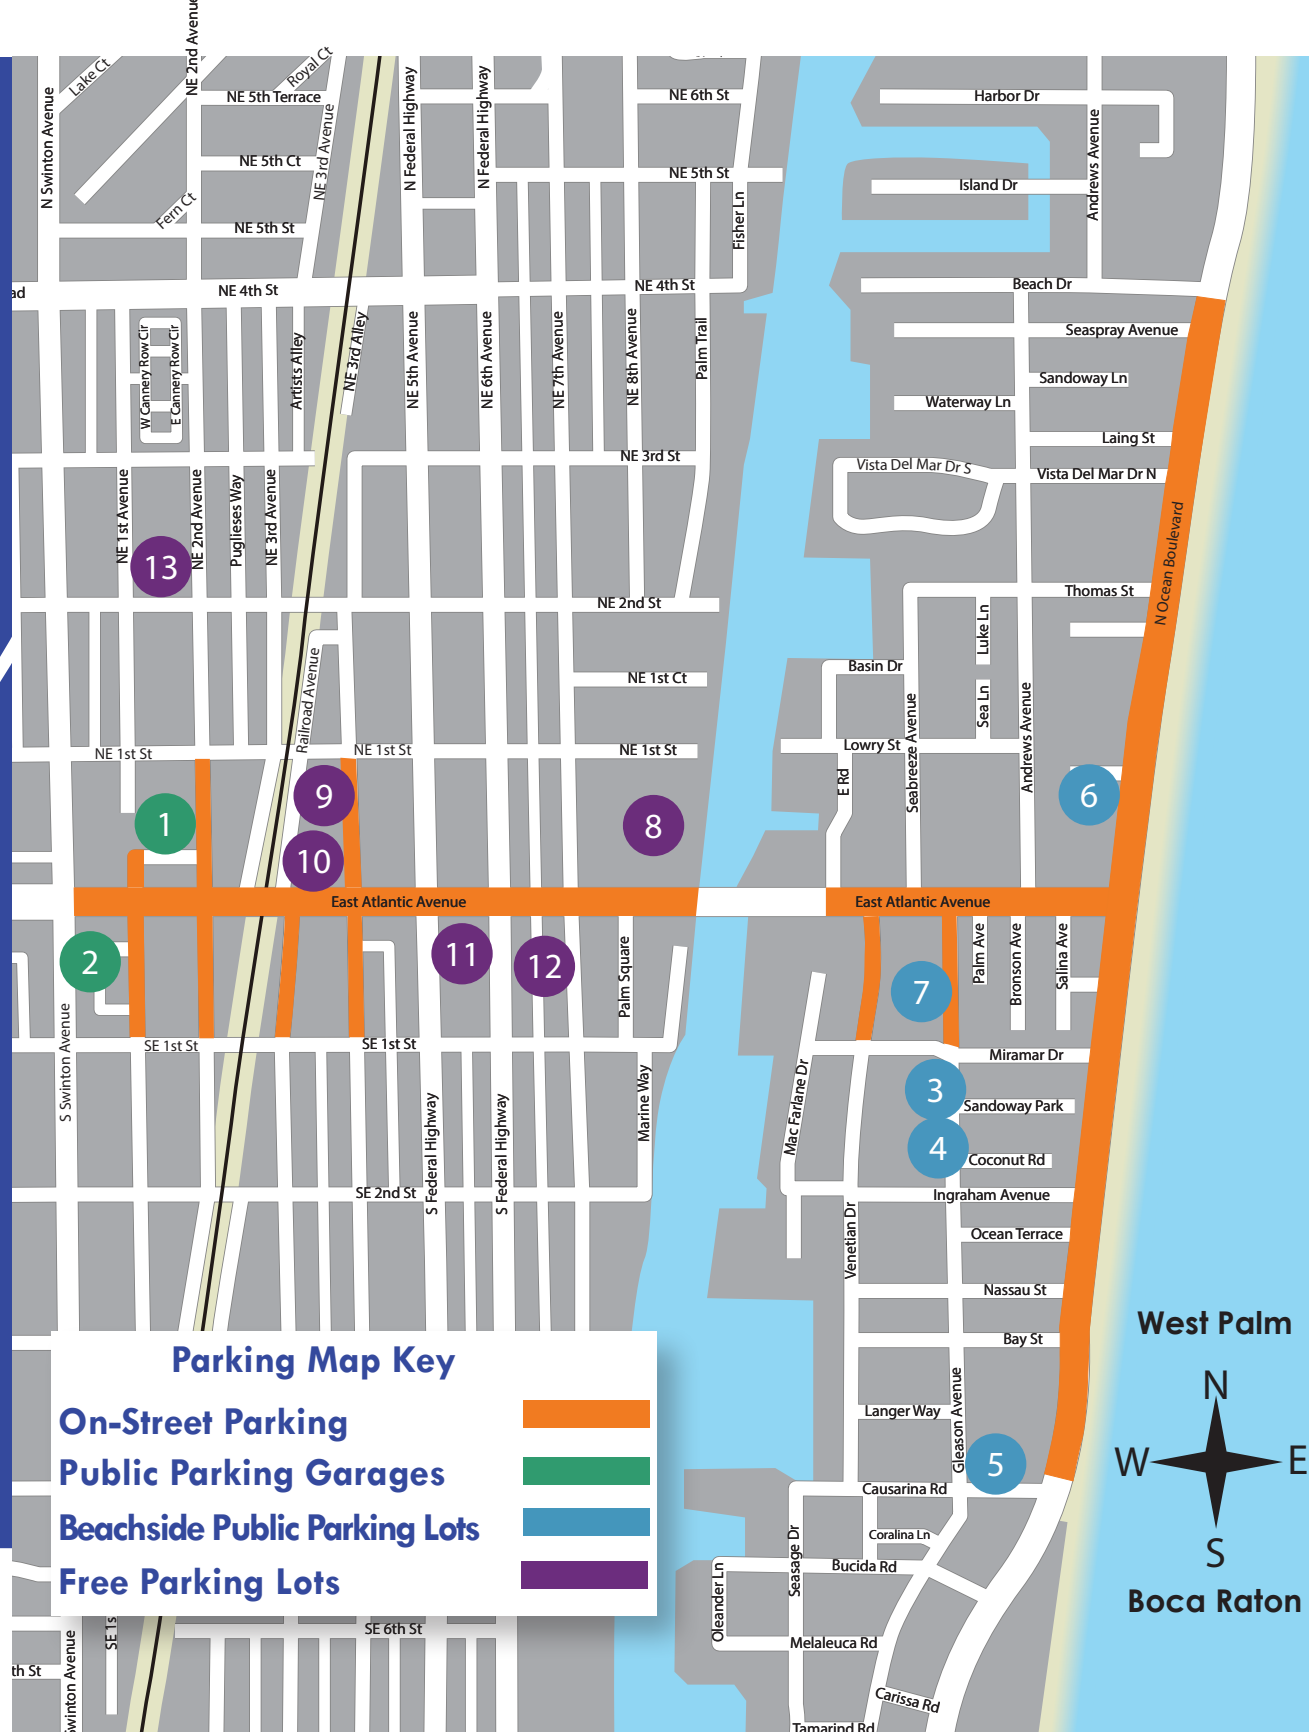 NE 2nd Avenue
Lake Ct
Royal Ct
N Swinton Avenue
NE 5th Terrace
NE 3rd Avenue
N Federal Highway
N Federal Highway
NE 6th St
Harbor Dr
Andrews Avenue
NE 5th Ct
NE 5th St
Island Dr
Fern Ct
NE 5th St
Fisher Ln
ad
NE 4th St
NE 4th St
Beach Dr
W Cannery Row Cir
E Cannery Row Cir
Artists Alley
NE 3rd Alley
NE 5th Avenue
NE 6th Avenue
NE 7th Avenue
NE 8th Avenue
Palm Trail
Seaspray Avenue
Sandoway Ln
Waterway Ln
Laing St
NE 3rd St
Vista Del Mar Dr S
Vista Del Mar Dr N
NE 1st Avenue
NE 2nd Avenue
Puglieses Way
NE 3rd Avenue
N Ocean Boulevard
13
NE 2nd St
Thomas St
Luke Ln
Railroad Avenue
NE 1st Ct
Basin Dr
Sea Ln
Seabreeze Avenue
Andrews Avenue
NE 1st St
NE 1st St
NE 1st St
Lowry St
E Rd
9
6
1
8
10
East Atlantic Avenue
East Atlantic Avenue
2
11
12
Palm Square
7
Palm Ave
Bronson Ave
Salina Ave
S Swinton Avenue
SE 1st St
SE 1st St
Miramar Dr
Mac Farlane Dr
3
Sandoway Park
Marine Way
S Federal Highway
S Federal Highway
4
Coconut Rd
SE 2nd St
Ingraham Avenue
Venetian Dr
Ocean Terrace
Nassau St
West Palm
Bay St
Parking Map Key
N
On-Street Parking
Gleason Avenue
Langer Way
Public Parking Garages
5
W
E
Causarina Rd
Beachside Public Parking Lots
Coralina Ln
S
Seasage Dr
Bucida Rd
Free Parking Lots
Oleander Ln
Boca Raton
SE 1s
SE 6th St
Melaleuca Rd
th St
Swinton Avenue
Carissa Rd
Tamarind Rd